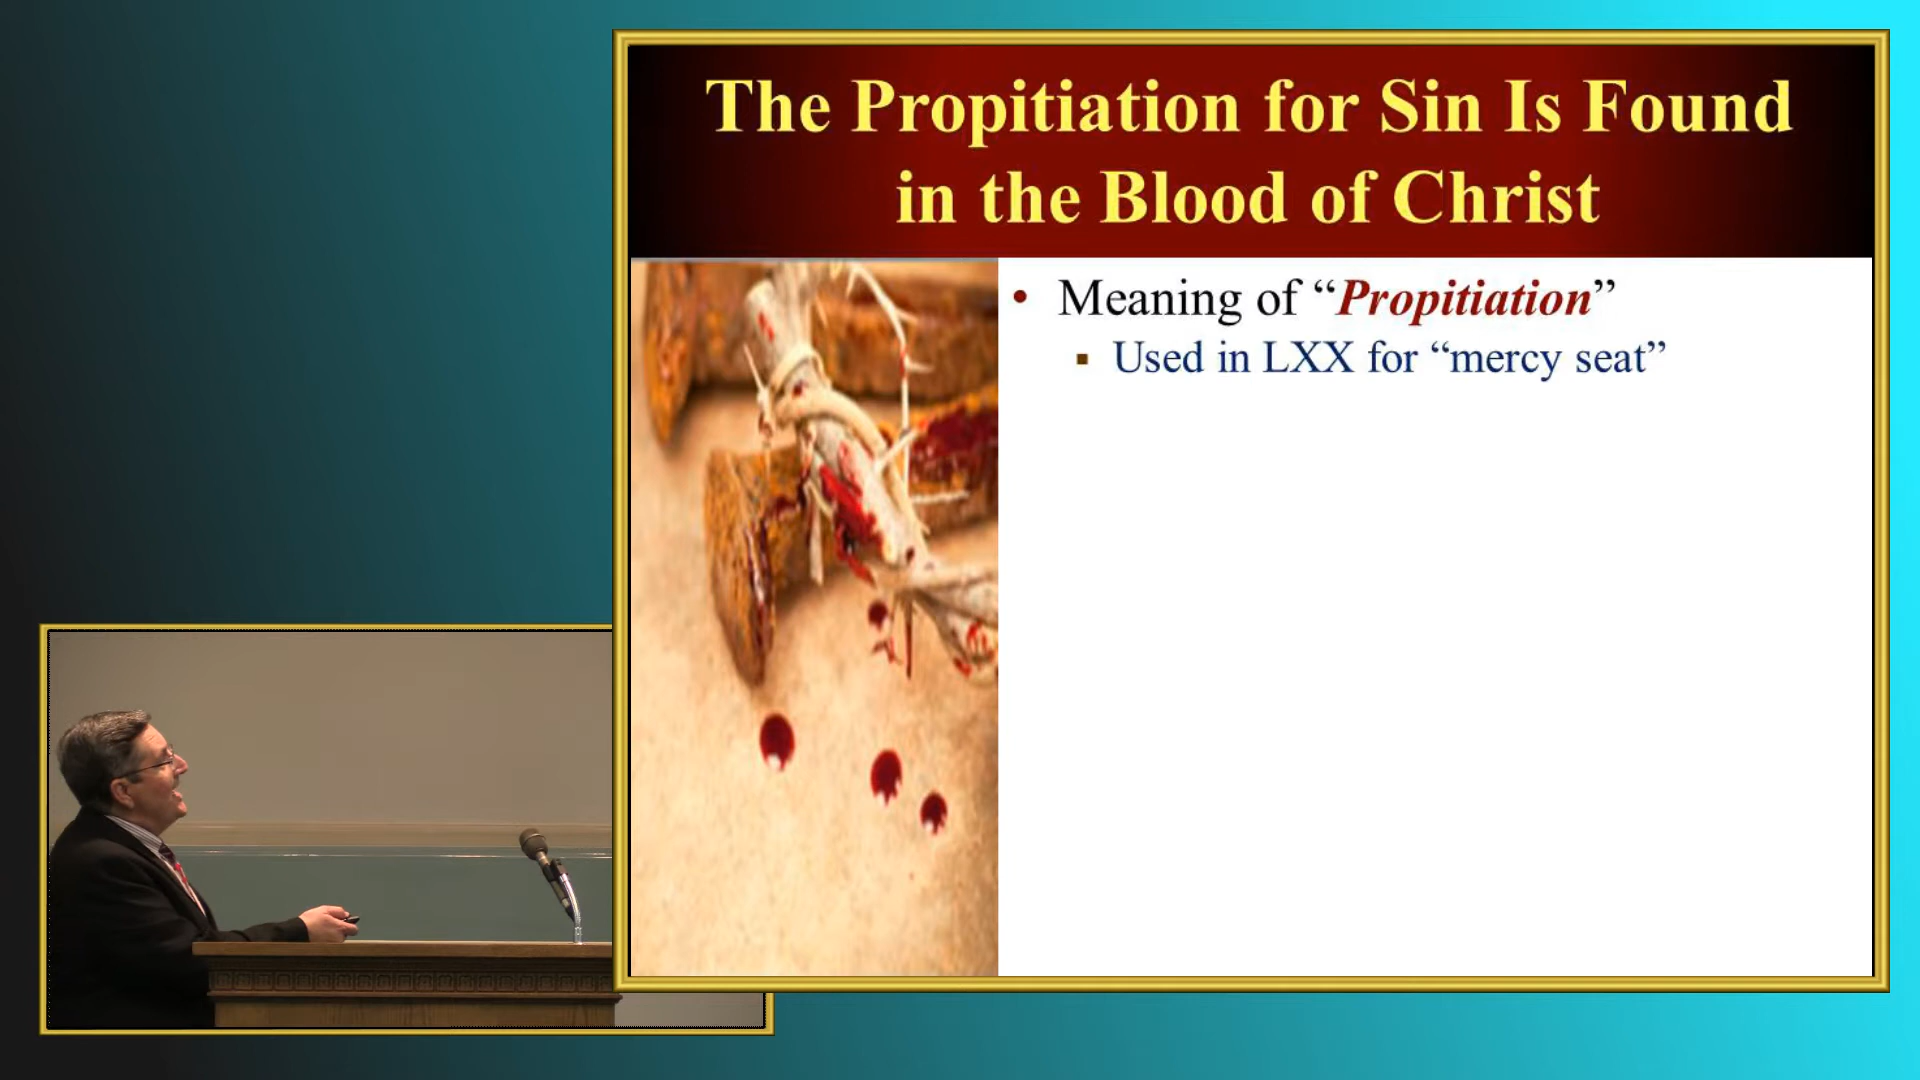 The Propitiation for Sin Is Found
in the Blood of Christ
• Meaning of “Propitiation”
▪ Used in LXX for “mercy seat”